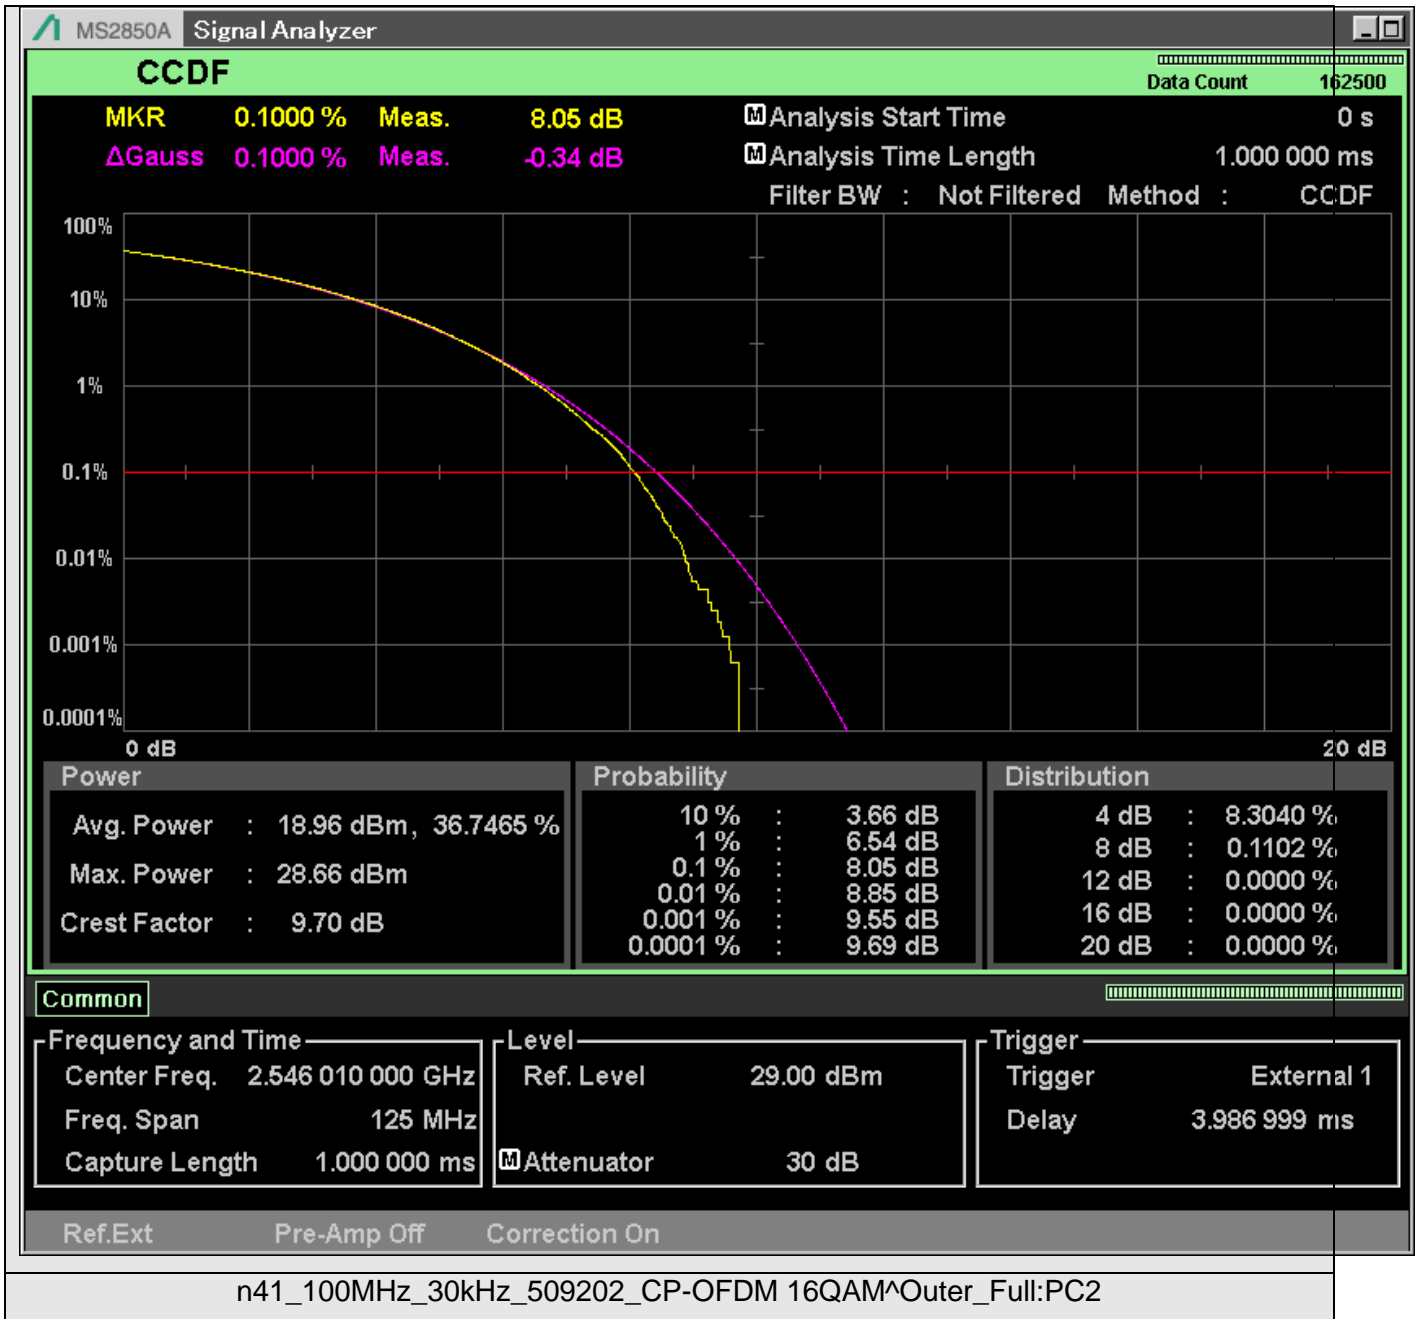 MS2850A Signal Analyzer
CCDF
Data Count 162500
MKR 0.1000 % Meas. 8.05 dB
ΔGauss 0.1000 % Meas. -0.34 dB
M Analysis Start Time 0 s
M Analysis Time Length 1.000 000 ms
Filter BW : Not Filtered Method : CCDF
100%
10%
1%
0.1%
0.01%
0.001%
0.0001%
0 dB 20 dB
Power
Avg. Power : 18.96 dBm, 36.7465 %
Max. Power : 28.66 dBm
Crest Factor : 9.70 dB
Probability
10 % : 3.66 dB
1 % : 6.54 dB
0.1 % : 8.05 dB
0.01 % : 8.85 dB
0.001 % : 9.55 dB
0.0001 % : 9.69 dB
Distribution
4 dB : 8.3040 %
8 dB : 0.1102 %
12 dB : 0.0000 %
16 dB : 0.0000 %
20 dB : 0.0000 %
Common
Frequency and Time
Center Freq. 2.546 010 000 GHz
Freq. Span 125 MHz
Capture Length 1.000 000 ms
Level
Ref. Level 29.00 dBm
M Attenuator 30 dB
Trigger
Trigger External 1
Delay 3.986 999 ms
Ref.Ext Pre-Amp Off Correction On
n41_100MHz_30kHz_509202_CP-OFDM 16QAM^Outer_Full:PC2